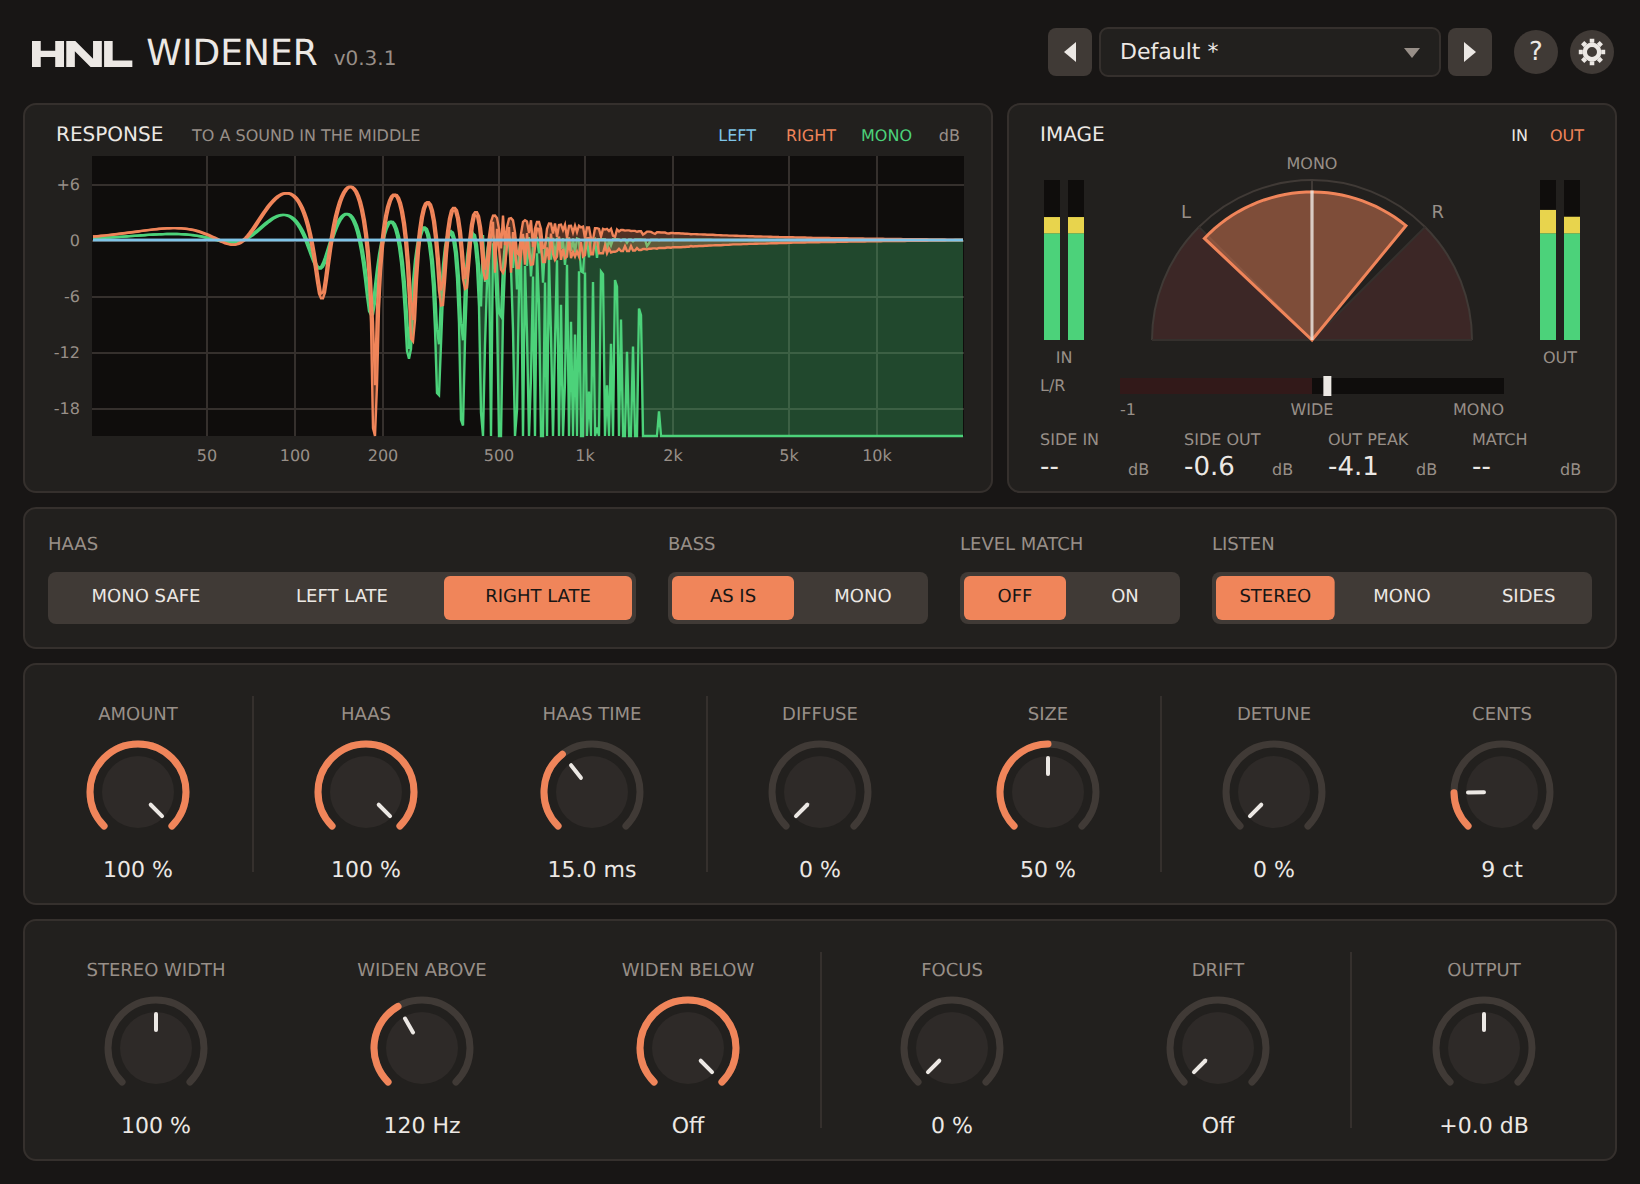 HNL WIDENER v0.3.1
Default *
?
RESPONSE TO A SOUND IN THE MIDDLE LEFT RIGHT MONO dB
+6
0
-6
-12
-18
50 100 200 500 1k 2k 5k 10k
IMAGE IN OUT
MONO
L R
IN OUT
L/R
-1 WIDE MONO
SIDE IN SIDE OUT OUT PEAK MATCH
-- dB -0.6 dB -4.1 dB -- dB
HAAS BASS LEVEL MATCH LISTEN
MONO SAFE LEFT LATE RIGHT LATE AS IS MONO OFF ON STEREO MONO SIDES
AMOUNT HAAS HAAS TIME DIFFUSE SIZE DETUNE CENTS
100 % 100 % 15.0 ms 0 % 50 % 0 % 9 ct
STEREO WIDTH WIDEN ABOVE WIDEN BELOW FOCUS DRIFT OUTPUT
100 % 120 Hz Off 0 % Off +0.0 dB